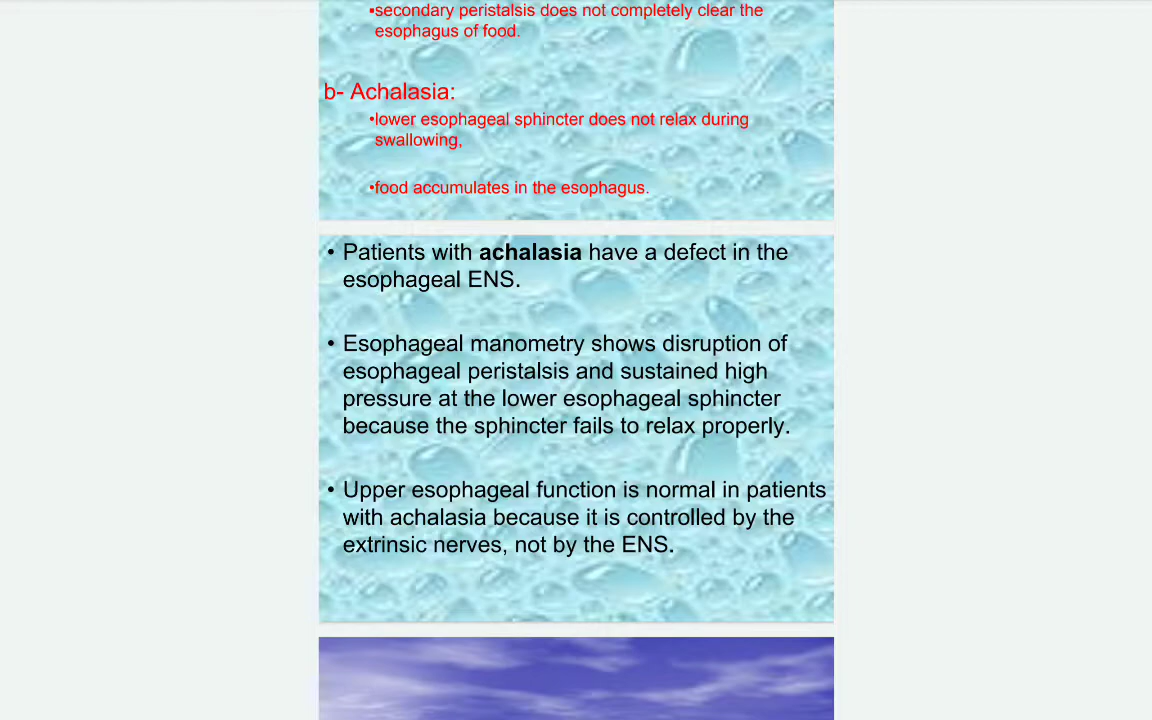 •secondary peristalsis does not completely clear the
esophagus of food.
b- Achalasia:
•lower esophageal sphincter does not relax during
swallowing,
•food accumulates in the esophagus.
• Patients with achalasia have a defect in the
esophageal ENS.
• Esophageal manometry shows disruption of
esophageal peristalsis and sustained high
pressure at the lower esophageal sphincter
because the sphincter fails to relax properly.
• Upper esophageal function is normal in patients
with achalasia because it is controlled by the
extrinsic nerves, not by the ENS.